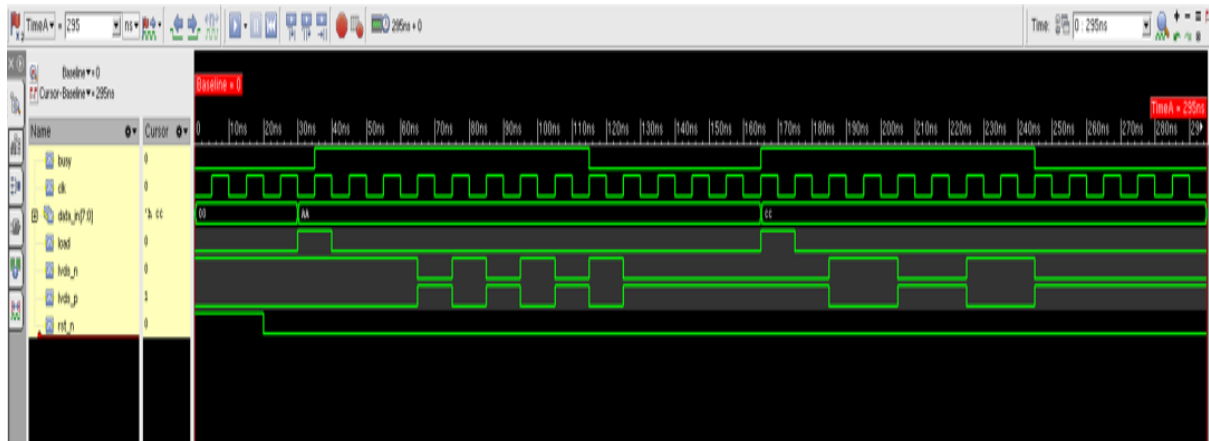 TimeA = 295 ns 295ns + 0 Time: 0 : 295ns
Baseline = 0
Cursor-Baseline = 295ns
Baseline = 0
TimeA = 295ns
Name Cursor 0 10ns 20ns 30ns 40ns 50ns 60ns 70ns 80ns 90ns 100ns 110ns 120ns 130ns 140ns 150ns 160ns 170ns 180ns 190ns 200ns 210ns 220ns 230ns 240ns 250ns 260ns 270ns 280ns 29
busy 0
clk 0
data_in[7:0] 'h CC 00 AA CC
load 0
lvds_n 0
lvds_p 1
rst_n 0